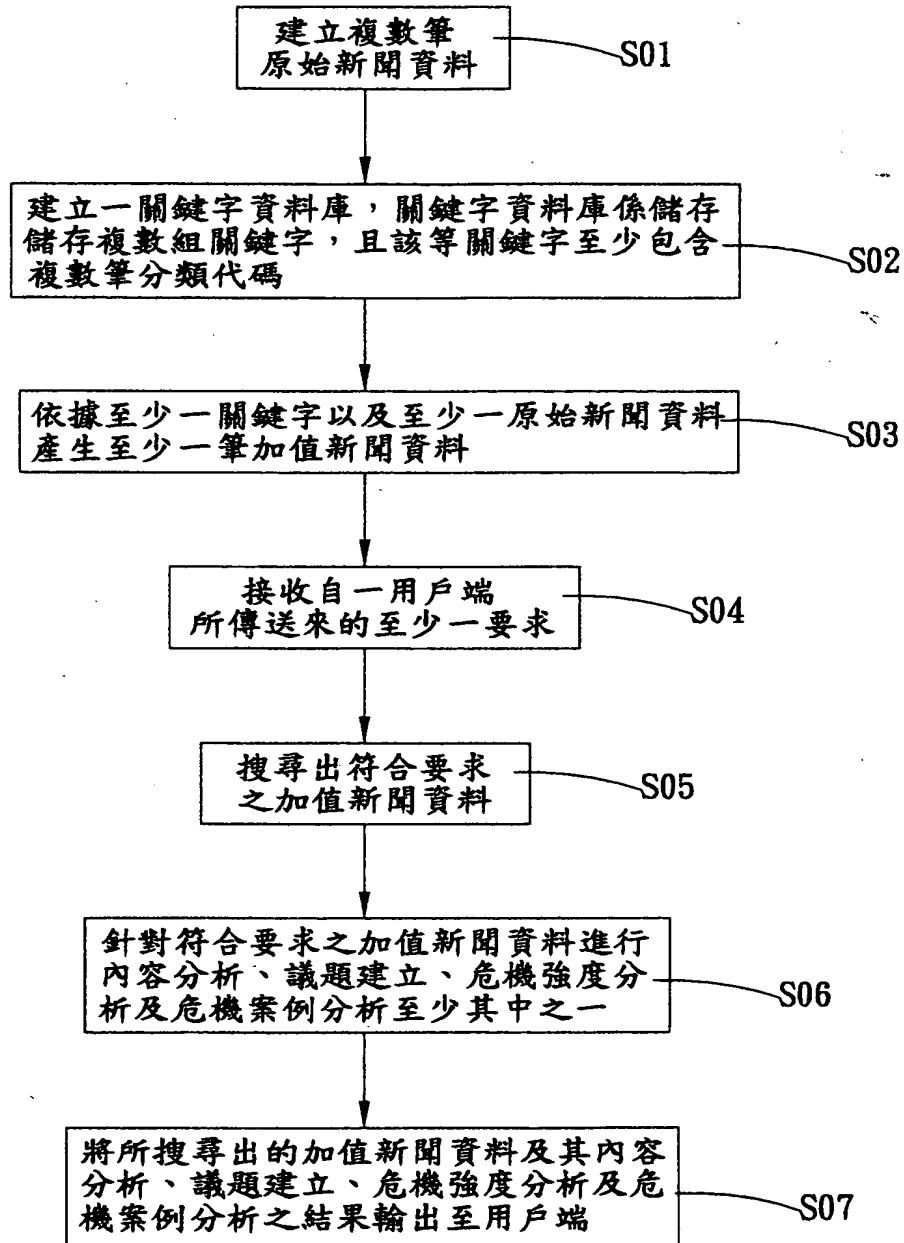 建立複數筆
原始新聞資料
S01
建立一關鍵字資料庫，關鍵字資料庫係儲存
儲存複數組關鍵字，且該等關鍵字至少包含
複數筆分類代碼
S02
依據至少一關鍵字以及至少一原始新聞資料
產生至少一筆加值新聞資料
S03
接收自一用戶端
所傳送來的至少一要求
S04
搜尋出符合要求
之加值新聞資料
S05
針對符合要求之加值新聞資料進行
內容分析、議題建立、危機強度分
析及危機案例分析至少其中之一
S06
將所搜尋出的加值新聞資料及其內容
分析、議題建立、危機強度分析及危
機案例分析之結果輸出至用戶端
S07